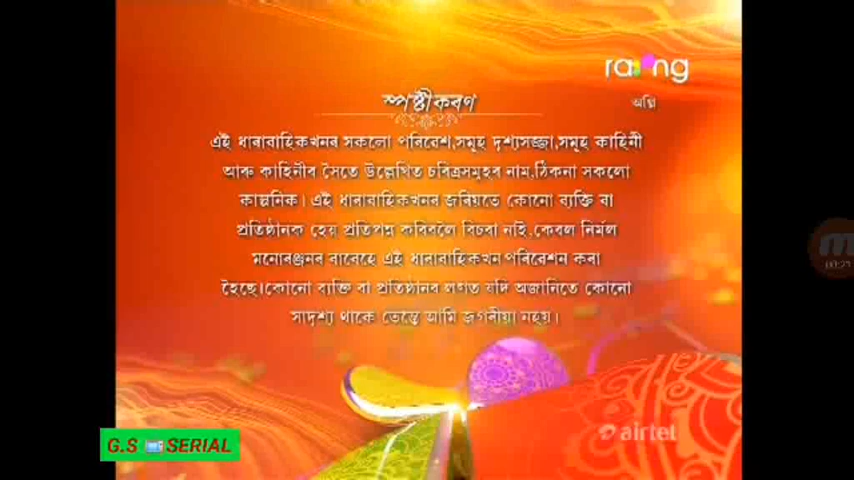 rang
অগ্নি
স্পষ্টীকৰণ
এই ধাৰাবাহিকখনৰ সকলো পৰিৱেশ,সমূহ দৃশ্যসজ্জা,সমূহ কাহিনী
আৰু কাহিনীৰ সৈতে উল্লেখিত চৰিত্ৰসমূহৰ নাম,ঠিকনা সকলো
কাল্পনিক। এই ধাৰাবাহিকখনৰ জৰিয়তে কোনো ব্যক্তি বা
প্ৰতিষ্ঠানক হেয় প্ৰতিপন্ন কৰিবলৈ বিচৰা নাই,কেৱল নিৰ্মল
মনোৰঞ্জনৰ বাবেহে এই ধাৰাবাহিকখন পৰিৱেশন কৰা
হৈছে।কোনো ব্যক্তি বা প্ৰতিষ্ঠানৰ লগত যদি অজানিতে কোনো
সাদৃশ্য থাকে তেন্তে আমি জগৰীয়া নহয়।
airtel
G.S SERIAL